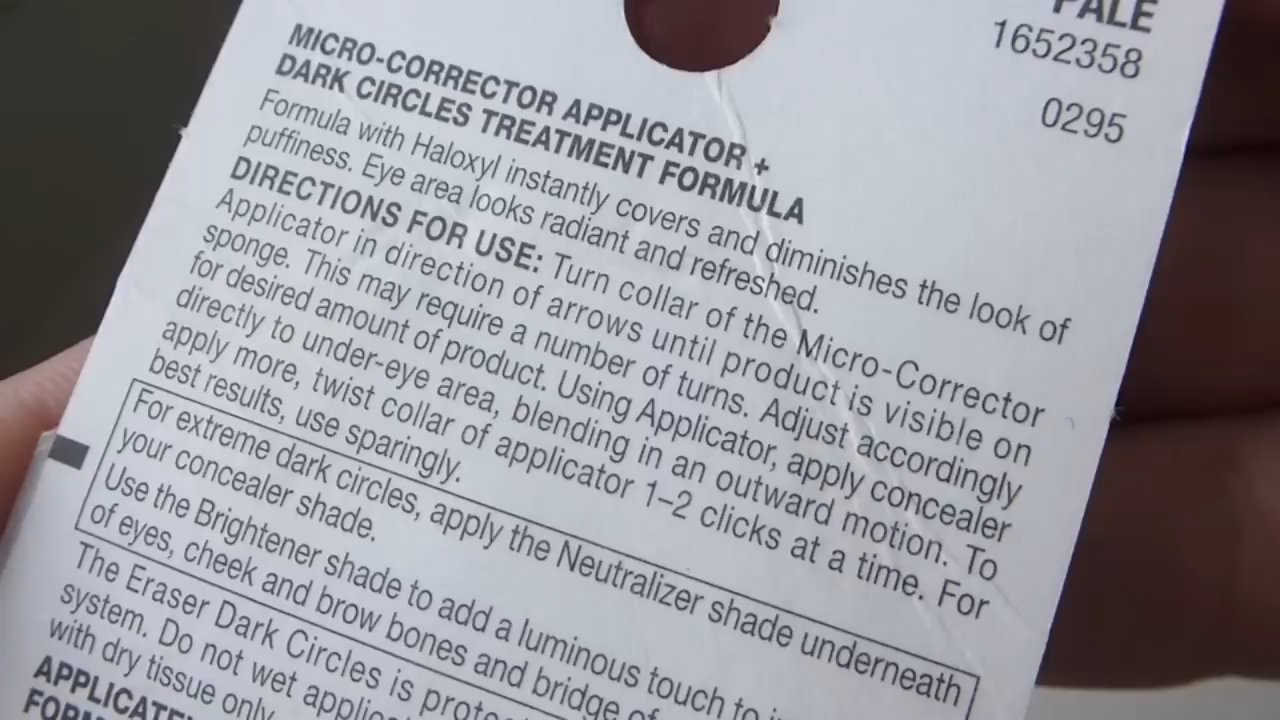 PALE
1652358
0295
MICRO-CORRECTOR APPLICATOR +
DARK CIRCLES TREATMENT FORMULA
Formula with Haloxyl instantly covers and diminishes the look of
puffiness. Eye area looks radiant and refreshed.
DIRECTIONS FOR USE: Turn collar of the Micro-Corrector
Applicator in direction of arrows until product is visible on
sponge. This may require a number of turns. Adjust accordingly
for desired amount of product. Using Applicator, apply concealer
directly to under-eye area, blending in an outward motion. To
apply more, twist collar of applicator 1–2 clicks at a time. For
best results, use sparingly.
For extreme dark circles, apply the Neutralizer shade underneath
your concealer shade.
Use the Brightener shade to add a luminous touch to
of eyes, cheek and brow bones and bridge of
The Eraser Dark Circles is
system. Do not wet
with dry tissue only